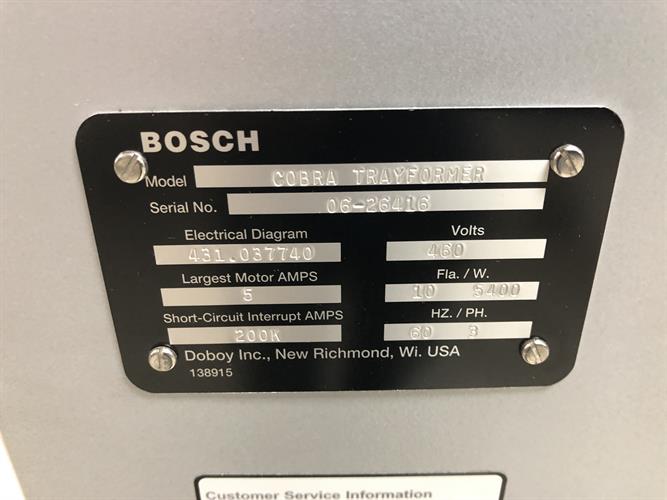 BOSCH
Model COBRA TRAYFORMER
Serial No. 06-26416
Electrical Diagram Volts
431.037740 460
Largest Motor AMPS Fla. / W.
5 10 5400
Short-Circuit Interrupt AMPS HZ. / PH.
200K 60 3
Doboy Inc., New Richmond, Wi. USA
138915
Customer Service Information